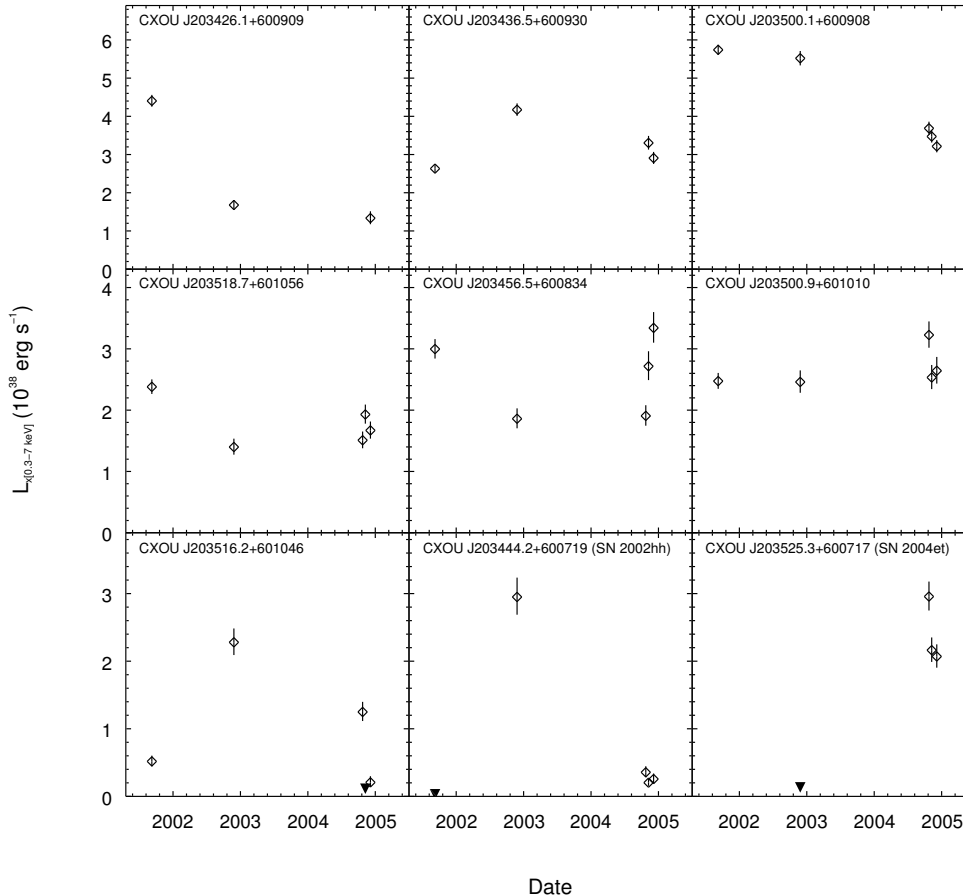 CXOU J203426.1+600909 CXOU J203436.5+600930 CXOU J203500.1+600908
6
5
4
3
2
1
0
CXOU J203518.7+601056 CXOU J203456.5+600834 CXOU J203500.9+601010
4
3
2
1
0
L x[0.3−7 keV] (10^38 erg s^−1)
CXOU J203516.2+601046 CXOU J203444.2+600719 (SN 2002hh) CXOU J203525.3+600717 (SN 2004et)
3
2
1
0
2002 2003 2004 2005 2002 2003 2004 2005 2002 2003 2004 2005
Date